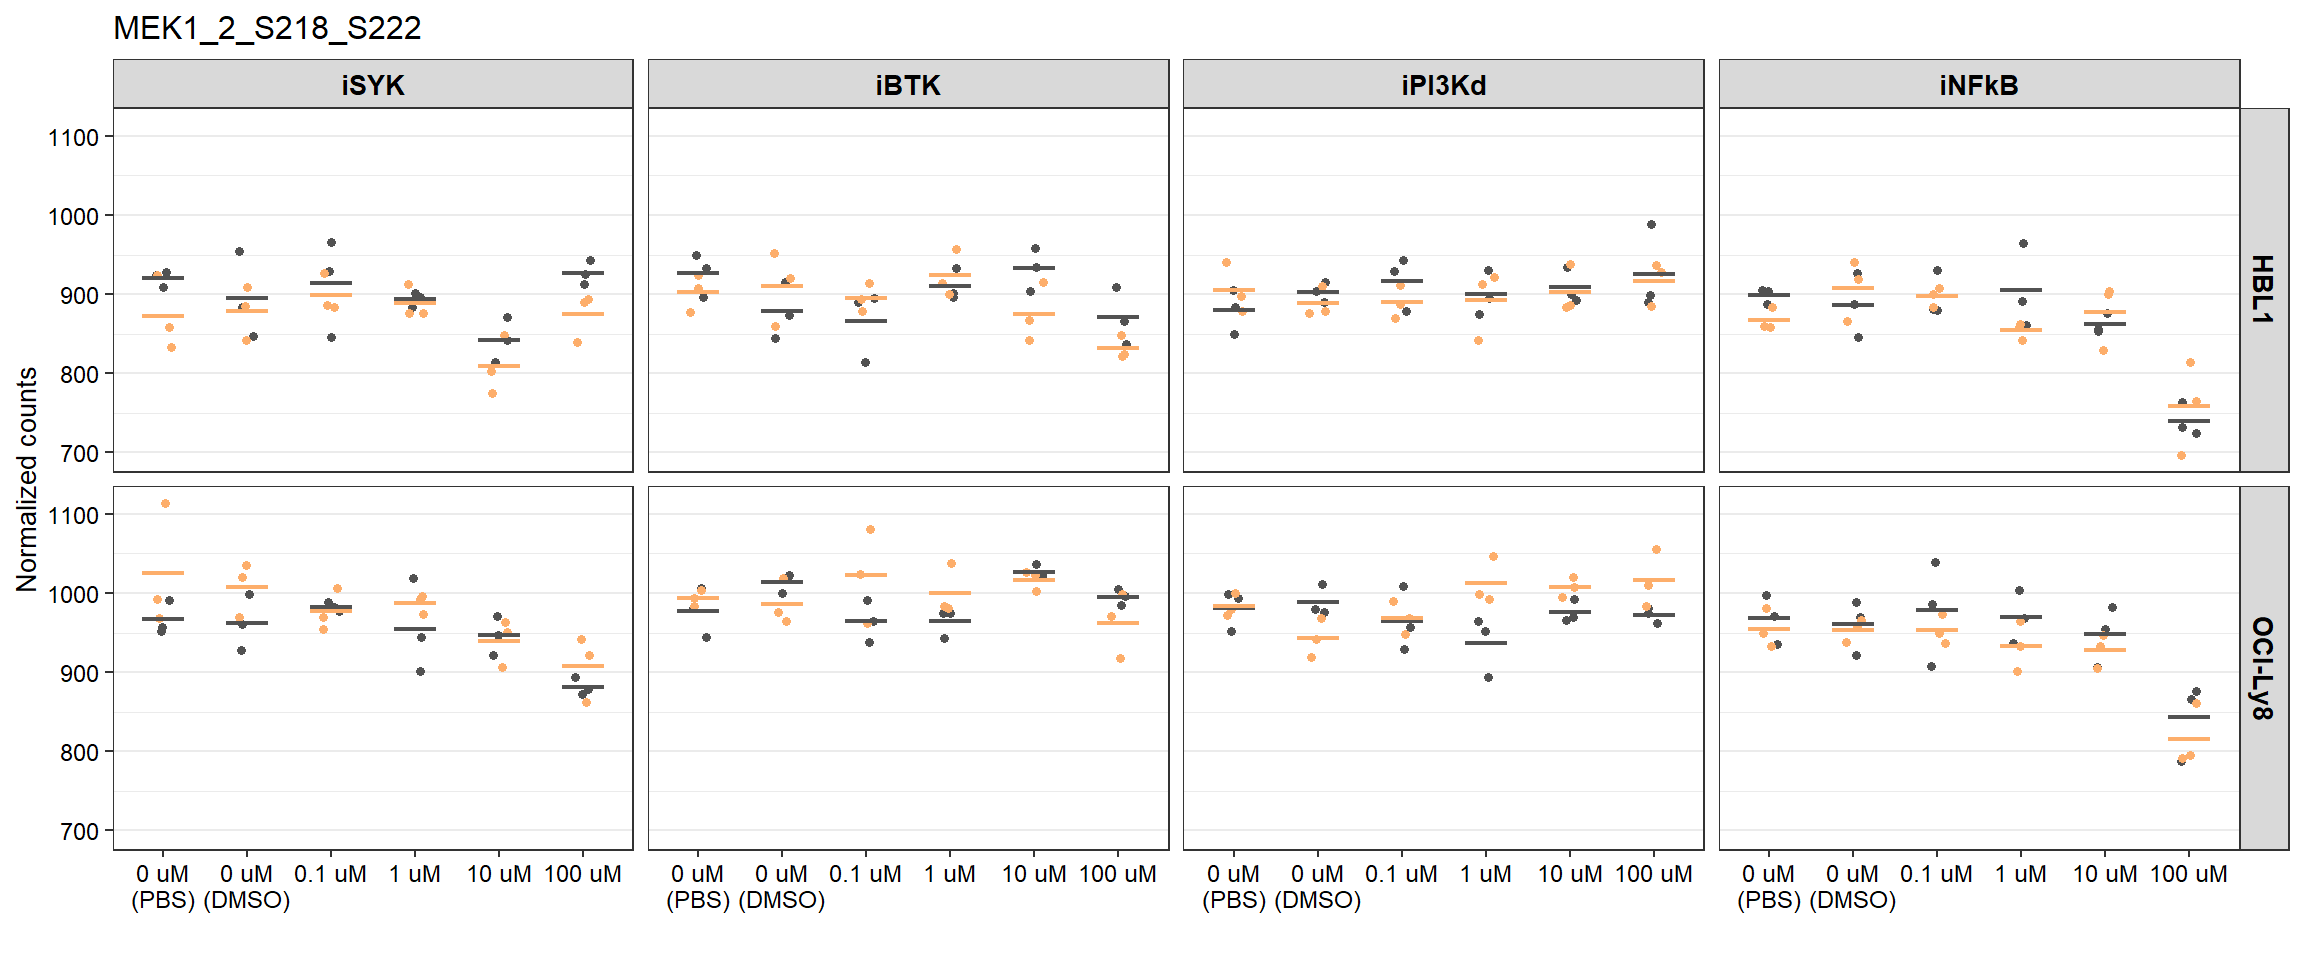 MEK1_2_S218_S222
iSYK iBTK iPI3Kd iNFkB
Normalized counts
1100
1000
900
800
700
HBL1
1100
1000
900
800
700
OCI-Ly8
0 uM 0 uM 0.1 uM 1 uM 10 uM 100 uM 0 uM 0 uM 0.1 uM 1 uM 10 uM 100 uM 0 uM 0 uM 0.1 uM 1 uM 10 uM 100 uM 0 uM 0 uM 0.1 uM 1 uM 10 uM 100 uM
(PBS) (DMSO) (PBS) (DMSO) (PBS) (DMSO) (PBS) (DMSO)